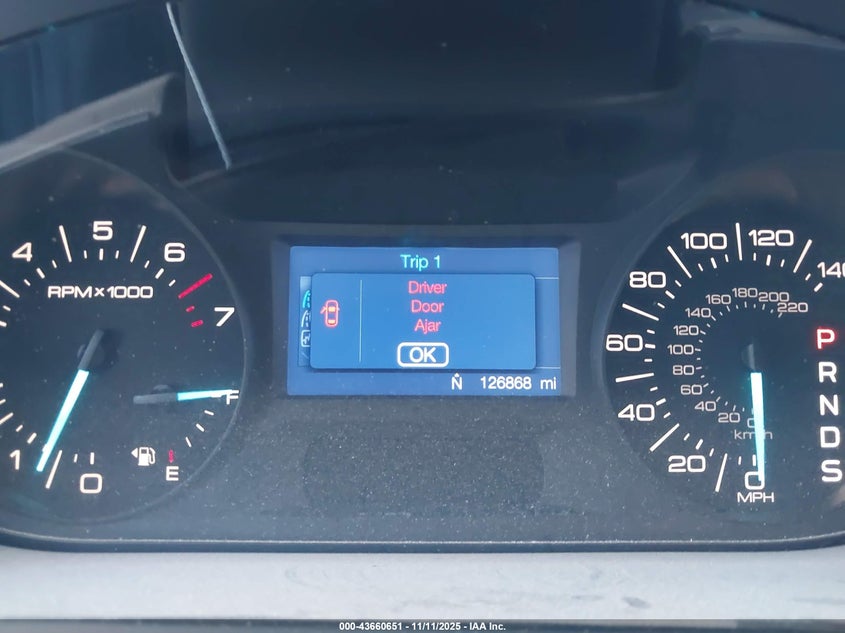 4 5 6 7
RPM×1000
1 0
F
E
Trip 1
Driver
Door
Ajar
OK
N 126868 mi
20 40 60 80 100 120 140
0
MPH
0 20 40 60 80 100 120 140 160 180 200 220
km/h
P
R
N
D
S
000-43660651 - 11/11/2025 - IAA Inc.